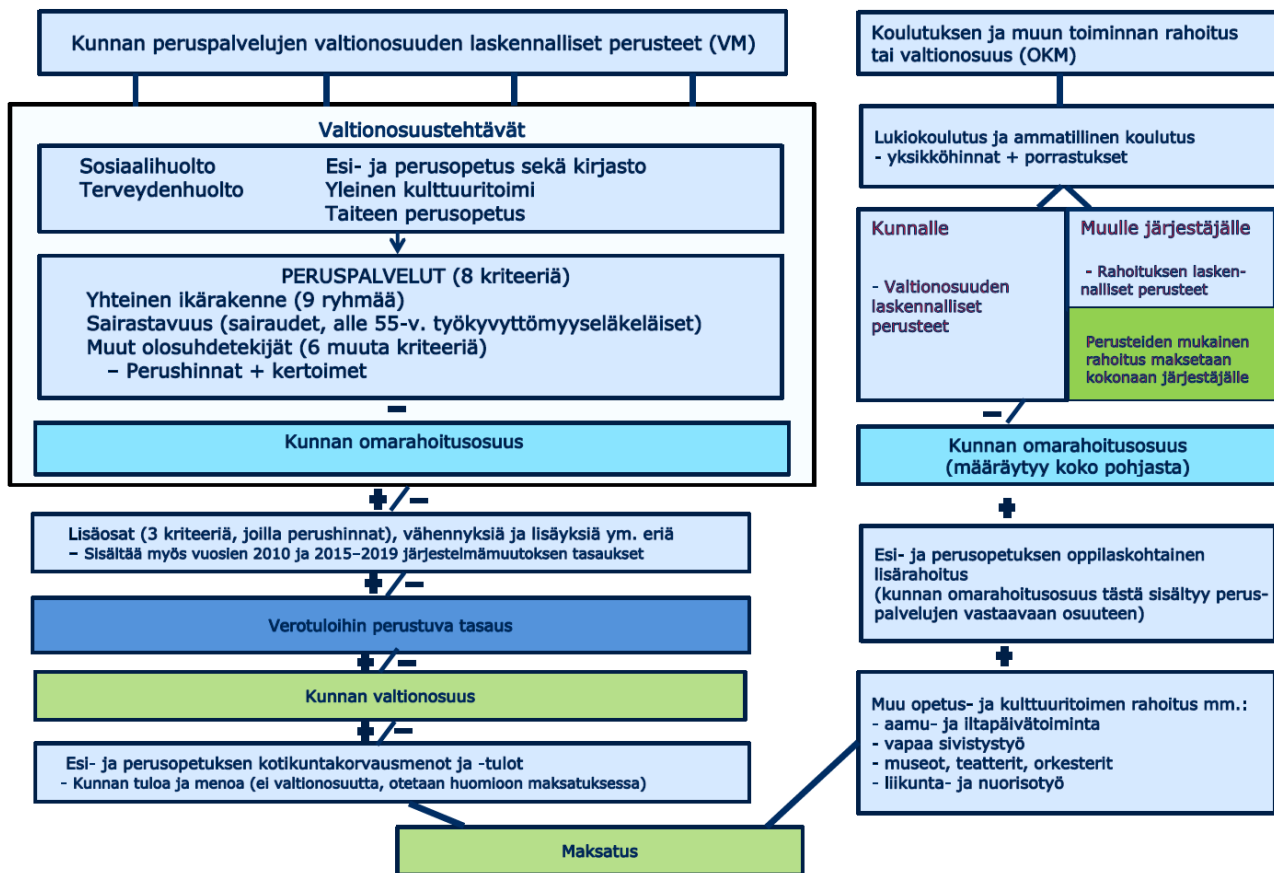 Kunnan peruspalvelujen valtionosuuden laskennalliset perusteet (VM)
Valtionosuustehtävät
Sosiaalihuolto
Terveydenhuolto
Esi- ja perusopetus sekä kirjasto
Yleinen kulttuuritoimi
Taiteen perusopetus
PERUSPALVELUT (8 kriteeriä)
Yhteinen ikärakenne (9 ryhmää)
Sairastavuus (sairaudet, alle 55-v. työkyvyttömyyseläkeläiset)
Muut olosuhdetekijät (6 muuta kriteeriä)
– Perushinnat + kertoimet
–
Kunnan omarahoitusosuus
+/–
Lisäosat (3 kriteeriä, joilla perushinnat), vähennyksiä ja lisäyksiä ym. eriä
– Sisältää myös vuosien 2010 ja 2015–2019 järjestelmämuutoksen tasaukset
+/–
Verotuloihin perustuva tasaus
+/–
Kunnan valtionosuus
+/–
Esi- ja perusopetuksen kotikuntakorvausmenot ja -tulot
- Kunnan tuloa ja menoa (ei valtionosuutta, otetaan huomioon maksatuksessa)
Koulutuksen ja muun toiminnan rahoitus
tai valtionosuus (OKM)
Lukiokoulutus ja ammatillinen koulutus
- yksikköhinnat + porrastukset
Kunnalle
- Valtionosuuden
laskennalliset
perusteet
Muulle järjestäjälle
- Rahoituksen lasken-
nalliset perusteet
Perusteiden mukainen
rahoitus maksetaan
kokonaan järjestäjälle
–/
Kunnan omarahoitusosuus
(määräytyy koko pohjasta)
+
Esi- ja perusopetuksen oppilaskohtainen
lisärahoitus
(kunnan omarahoitusosuus tästä sisältyy perus-
palvelujen vastaavaan osuuteen)
+
Muu opetus- ja kulttuuritoimen rahoitus mm.:
- aamu- ja iltapäivätoiminta
- vapaa sivistystyö
- museot, teatterit, orkesterit
- liikunta- ja nuorisotyö
Maksatus